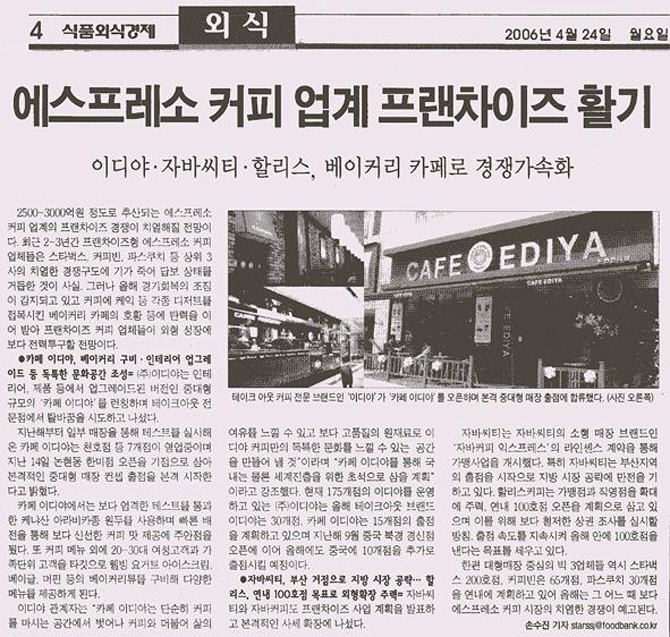 4 식품외식경제 외 식 2006년 4월 24일 월요일
에스프레소 커피 업계 프랜차이즈 활기
이디야·자바씨티·할리스, 베이커리 카페로 경쟁가속화
2500~3000억원 정도로 추산되는 에스프레소
커피 업계의 프랜차이즈 경쟁이 치열해질 전망이
다. 최근 2~3년간 프랜차이즈형 에스프레소 커피
업체들은 스타벅스, 커피빈, 파스쿠치 등 상위 3
사의 치열한 경쟁구도에 기가 죽어 답보 상태를
거듭한 것이 사실. 그러나 올해 경기회복의 조짐
이 감지되고 있고 커피에 케익 등 각종 디저트를
접목시킨 베이커리 카페의 호황 등에 탄력을 이
어 받아 프랜차이즈 커피 업체들이 외형 성장에
보다 전력투구할 전망이다.
●카페 이디야, 베이커리 구비·인테리어 업그레
이드 등 독특한 문화공간 조성= (주)이디야는 인테
리어, 제품 등에서 업그레이드된 버전인 중대형
규모의 '카페 이디야'를 런칭하며 테이크아웃 전
문점에서 탈바꿈을 시도하고 나섰다.
지난해부터 일부 매장을 통해 테스트를 실시해
온 카페 이디야는 천호점 등 7개점이 영업중이며
지난 14일 논현동 한미점 오픈을 기점으로 삼아
본격적인 중대형 매장 컨셉 출점을 본격 시작한
다고 밝혔다.
카페 이디야에서는 보다 엄격한 테스트를 통과
한 케냐산 아라비카종 원두를 사용하며 빠른 배
전을 통해 보다 신선한 커피 맛 제공에 주안점을
뒀다. 또 커피 메뉴 외에 20~30대 여성고객과 가
족단위 고객을 타깃으로 웰빙 요거트 아이스크림,
베이글, 머핀 등의 베이커리류를 구비해 다양한
메뉴를 제공하게 된다.
이디야 관계자는 "카페 이디야는 단순히 커피
를 마시는 공간에서 벗어나 커피와 더불어 삶의
CAFE EDIYA
CAFE EDIYA
EDIYA
테이크 아웃 커피 전문 브랜드인 '이디야'가 '카페 이디야'를 오픈하며 본격 중대형 매장 출점에 합류했다. (사진 오른쪽)
여유를 느낄 수 있고 보다 고품질의 원재료로 이디
야 커피만의 독특한 문화를 느낄 수 있는 공간
을 만들어 낼 것"이라며 "카페 이디야를 통해 국
내는 물론 세계진출을 위한 초석으로 삼을 계획"
이라고 강조했다. 현재 175개점의 이디야를 운영
하고 있는 (주)이디야는 올해 테이크아웃 브랜드
이디야는 30개점, 카페 이디야는 15개점의 출점
을 계획하고 있으며 지난해 9월 중국 북경 경신점
오픈에 이어 올해에도 중국에 10개점을 추가로
출점시킬 예정이다.
●자바씨티, 부산 거점으로 지방 시장 공략… 할
리스, 연내 100호점 목표로 외형확장 주력= 자바씨
티와 자바커피도 프랜차이즈 사업 계획을 발표하
고 본격적인 사세 확장에 나섰다.
자바씨티는 자바씨티의 소형 매장 브랜드인
'자바커피 익스프레스'의 라인센스 계약을 통해
가맹사업을 개시했다. 특히 자바씨티는 부산지역
의 출점을 시작으로 지방 시장 공략에 만전을 기
하고 있다. 할리스커피는 가맹점과 직영점을 확대
에 주력, 연내 100호점 오픈을 계획으로 삼고 있
으며 이를 위해 보다 철저한 상권 조사를 실시할
방침. 출점 속도를 지속시켜 올해 안에 100호점을
낸다는 목표를 세우고 있다.
한편 대형매장 중심의 빅 3업체들 역시 스타벅
스 200호점, 커피빈은 65개점, 파스쿠치 30개점
을 연내에 계획하고 있어 올해는 그 어느 때 보다
에스프레소 커피 시장의 치열한 경쟁이 예고된다.
손수진 기자 starssj@foodbank.co.kr